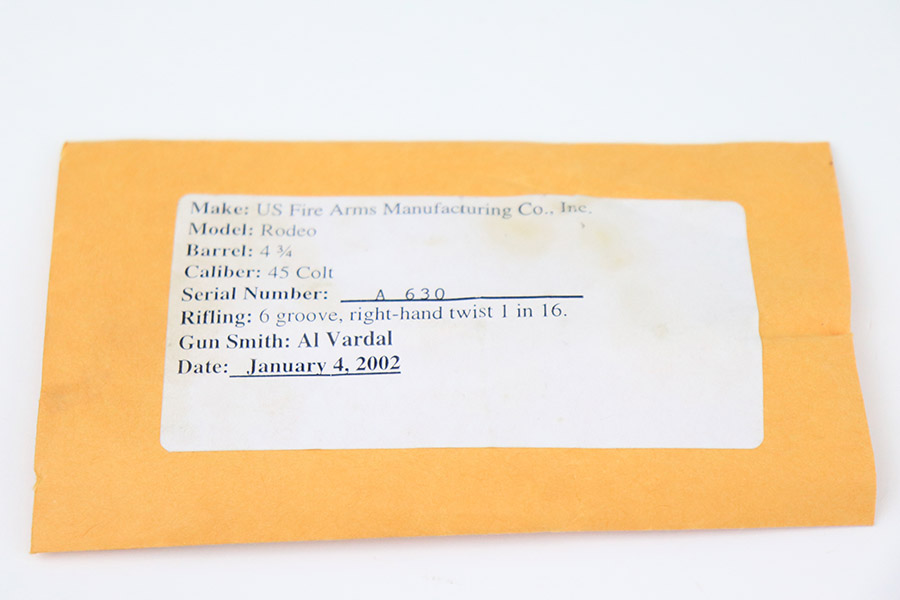 Make: US Fire Arms Manufacturing Co., Inc.
Model: Rodeo
Barrel: 4 ¾
Caliber: 45 Colt
Serial Number: A 630
Rifling: 6 groove, right-hand twist 1 in 16.
Gun Smith: Al Vardal
Date: January 4, 2002